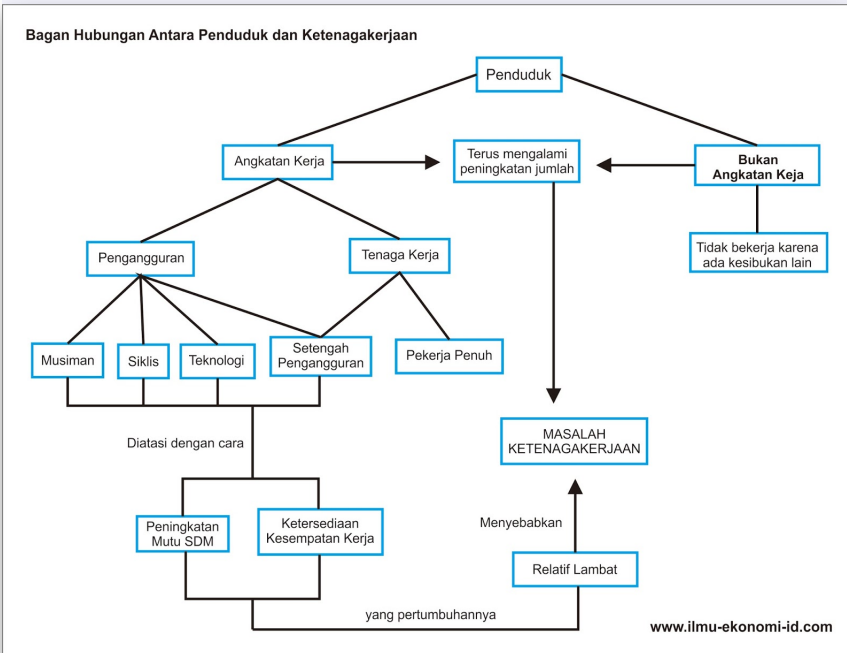 Bagan Hubungan Antara Penduduk dan Ketenagakerjaan
Penduduk
Angkatan Kerja
Terus mengalami
peningkatan jumlah
Bukan
Angkatan Keja
Tidak bekerja karena
ada kesibukan lain
Pengangguran
Tenaga Kerja
Musiman
Siklis
Teknologi
Setengah
Pengangguran
Pekerja Penuh
Diatasi dengan cara
MASALAH
KETENAGAKERJAAN
Peningkatan
Mutu SDM
Ketersediaan
Kesempatan Kerja
Menyebabkan
Relatif Lambat
yang pertumbuhannya
www.ilmu-ekonomi-id.com